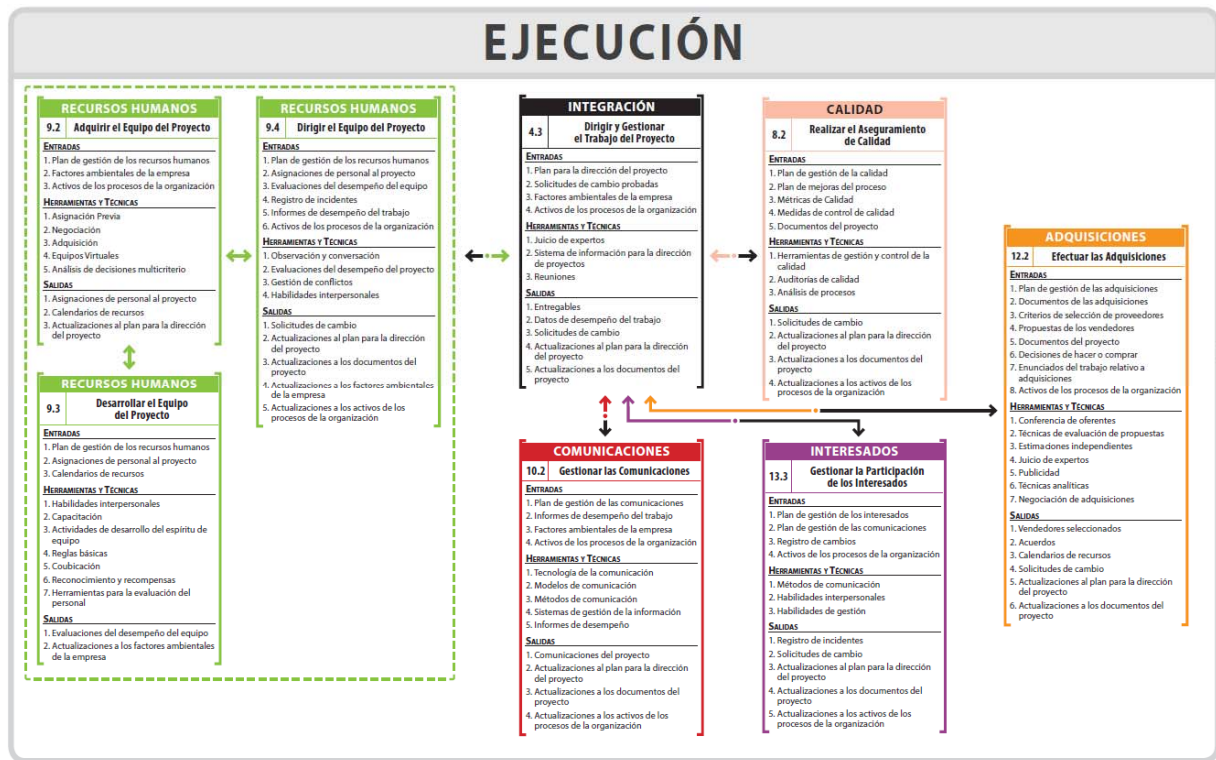 EJECUCIÓN
RECURSOS HUMANOS
9.2 Adquirir el Equipo del Proyecto
ENTRADAS
1. Plan de gestión de los recursos humanos
2. Factores ambientales de la empresa
3. Activos de los procesos de la organización
HERRAMIENTAS Y TÉCNICAS
1. Asignación Previa
2. Negociación
3. Adquisición
4. Equipos Virtuales
5. Análisis de decisiones multicriterio
SALIDAS
1. Asignaciones de personal al proyecto
2. Calendarios de recursos
3. Actualizaciones al plan para la dirección
del proyecto
RECURSOS HUMANOS
9.3 Desarrollar el Equipo
del Proyecto
ENTRADAS
1. Plan de gestión de los recursos humanos
2. Asignaciones de personal al proyecto
3. Calendarios de recursos
HERRAMIENTAS Y TÉCNICAS
1. Habilidades interpersonales
2. Capacitación
3. Actividades de desarrollo del espíritu de
equipo
4. Reglas básicas
5. Coubicación
6. Reconocimiento y recompensas
7. Herramientas para la evaluación del
personal
SALIDAS
1. Evaluaciones del desempeño del equipo
2. Actualizaciones a los factores ambientales
de la empresa
RECURSOS HUMANOS
9.4 Dirigir el Equipo del Proyecto
ENTRADAS
1. Plan de gestión de los recursos humanos
2. Asignaciones de personal al proyecto
3. Evaluaciones del desempeño del equipo
4. Registro de incidentes
5. Informes de desempeño del trabajo
6. Activos de los procesos de la organización
HERRAMIENTAS Y TÉCNICAS
1. Observación y conversación
2. Evaluaciones del desempeño del proyecto
3. Gestión de conflictos
4. Habilidades interpersonales
SALIDAS
1. Solicitudes de cambio
2. Actualizaciones al plan para la dirección
del proyecto
3. Actualizaciones a los documentos del
proyecto
4. Actualizaciones a los factores ambientales
de la empresa
5. Actualizaciones a los activos de los
procesos de la organización
INTEGRACIÓN
4.3 Dirigir y Gestionar
el Trabajo del Proyecto
ENTRADAS
1. Plan para la dirección del proyecto
2. Solicitudes de cambio probadas
3. Factores ambientales de la empresa
4. Activos de los procesos de la organización
HERRAMIENTAS Y TÉCNICAS
1. Juicio de expertos
2. Sistema de información para la dirección
de proyectos
3. Reuniones
SALIDAS
1. Entregables
2. Datos de desempeño del trabajo
3. Solicitudes de cambio
4. Actualizaciones al plan para la dirección
del proyecto
5. Actualizaciones a los documentos del
proyecto
CALIDAD
8.2 Realizar el Aseguramiento
de Calidad
ENTRADAS
1. Plan de gestión de la calidad
2. Plan de mejoras del proceso
3. Métricas de Calidad
4. Medidas de control de calidad
5. Documentos del proyecto
HERRAMIENTAS Y TÉCNICAS
1. Herramientas de gestión y control de la
calidad
2. Auditorías de calidad
3. Análisis de procesos
SALIDAS
1. Solicitudes de cambio
2. Actualizaciones al plan para la dirección
del proyecto
3. Actualizaciones a los documentos del
proyecto
4. Actualizaciones a los activos de los
procesos de la organización
COMUNICACIONES
10.2 Gestionar las Comunicaciones
ENTRADAS
1. Plan de gestión de las comunicaciones
2. Informes de desempeño del trabajo
3. Factores ambientales de la empresa
4. Activos de los procesos de la organización
HERRAMIENTAS Y TÉCNICAS
1. Tecnología de la comunicación
2. Modelos de comunicación
3. Métodos de comunicación
4. Sistemas de gestión de la información
5. Informes de desempeño
SALIDAS
1. Comunicaciones del proyecto
2. Actualizaciones al plan para la dirección
del proyecto
3. Actualizaciones a los documentos del
proyecto
4. Actualizaciones a los activos de los
procesos de la organización
INTERESADOS
13.3 Gestionar la Participación
de los Interesados
ENTRADAS
1. Plan de gestión de los interesados
2. Plan de gestión de las comunicaciones
3. Registro de cambios
4. Activos de los procesos de la organización
HERRAMIENTAS Y TÉCNICAS
1. Métodos de comunicación
2. Habilidades interpersonales
3. Habilidades de gestión
SALIDAS
1. Registro de incidentes
2. Solicitudes de cambio
3. Actualizaciones al plan para la dirección
del proyecto
4. Actualizaciones a los documentos del
proyecto
5. Actualizaciones a los activos de los
procesos de la organización
ADQUISICIONES
12.2 Efectuar las Adquisiciones
ENTRADAS
1. Plan de gestión de las adquisiciones
2. Documentos de las adquisiciones
3. Criterios de selección de proveedores
4. Propuestas de los vendedores
5. Documentos del proyecto
6. Decisiones de hacer o comprar
7. Enunciados del trabajo relativo a
adquisiciones
8. Activos de los procesos de la organización
HERRAMIENTAS Y TÉCNICAS
1. Conferencia de oferentes
2. Técnicas de evaluación de propuestas
3. Estimaciones independientes
4. Juicio de expertos
5. Publicidad
6. Técnicas analíticas
7. Negociación de adquisiciones
SALIDAS
1. Vendedores seleccionados
2. Acuerdos
3. Calendarios de recursos
4. Solicitudes de cambio
5. Actualizaciones al plan para la dirección
del proyecto
6. Actualizaciones a los documentos del
proyecto